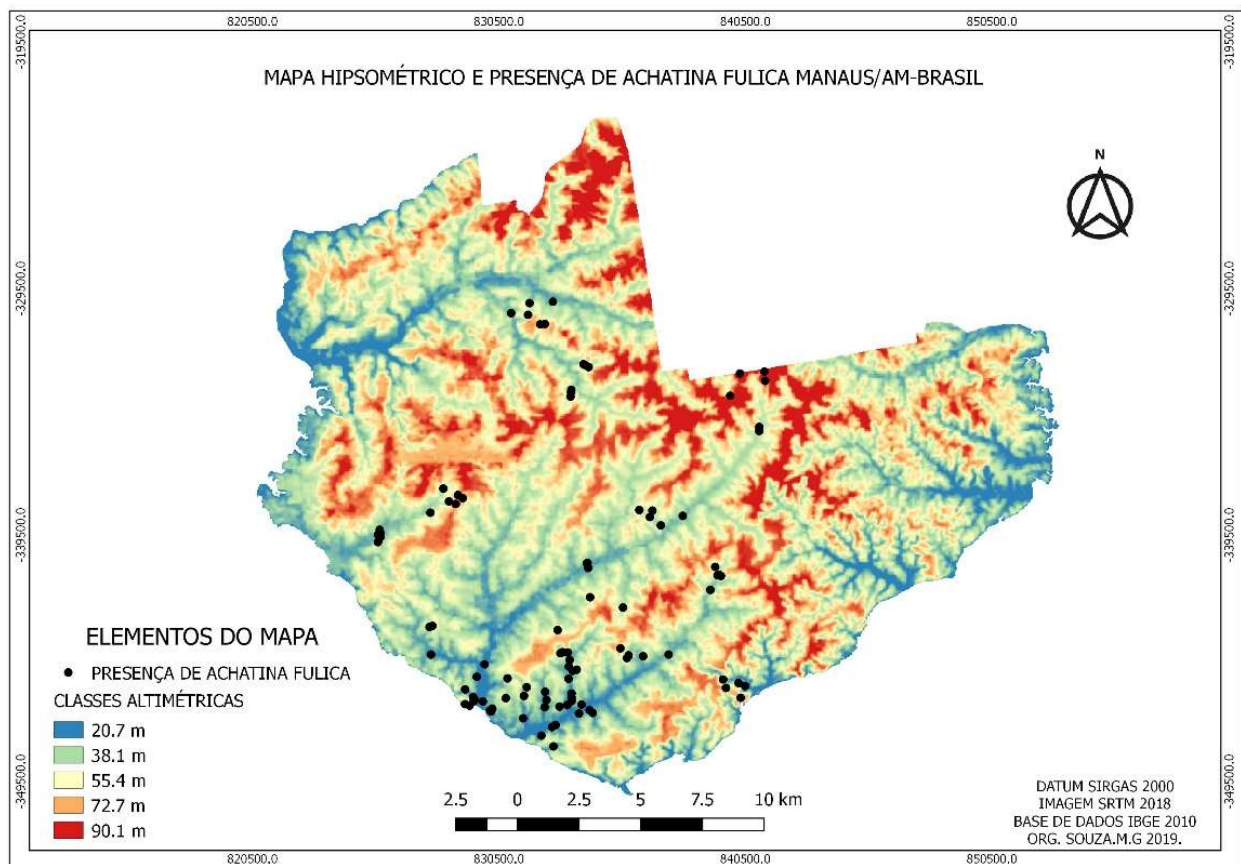 820500.0 830500.0 840500.0 850500.0
-319500.0 -319500.0
MAPA HIPSOMÉTRICO E PRESENÇA DE ACHATINA FULICA MANAUS/AM-BRASIL
N
-329500.0 -329500.0
-339500.0 -339500.0
ELEMENTOS DO MAPA
PRESENÇA DE ACHATINA FULICA
CLASSES ALTIMÉTRICAS
20.7 m
38.1 m
55.4 m
72.7 m
90.1 m
2.5 0 2.5 5 7.5 10 km
-349500.0 -349500.0
DATUM SIRGAS 2000
IMAGEM SRTM 2018
BASE DE DADOS IBGE 2010
ORG. SOUZA.M.G 2019.
820500.0 830500.0 840500.0 850500.0